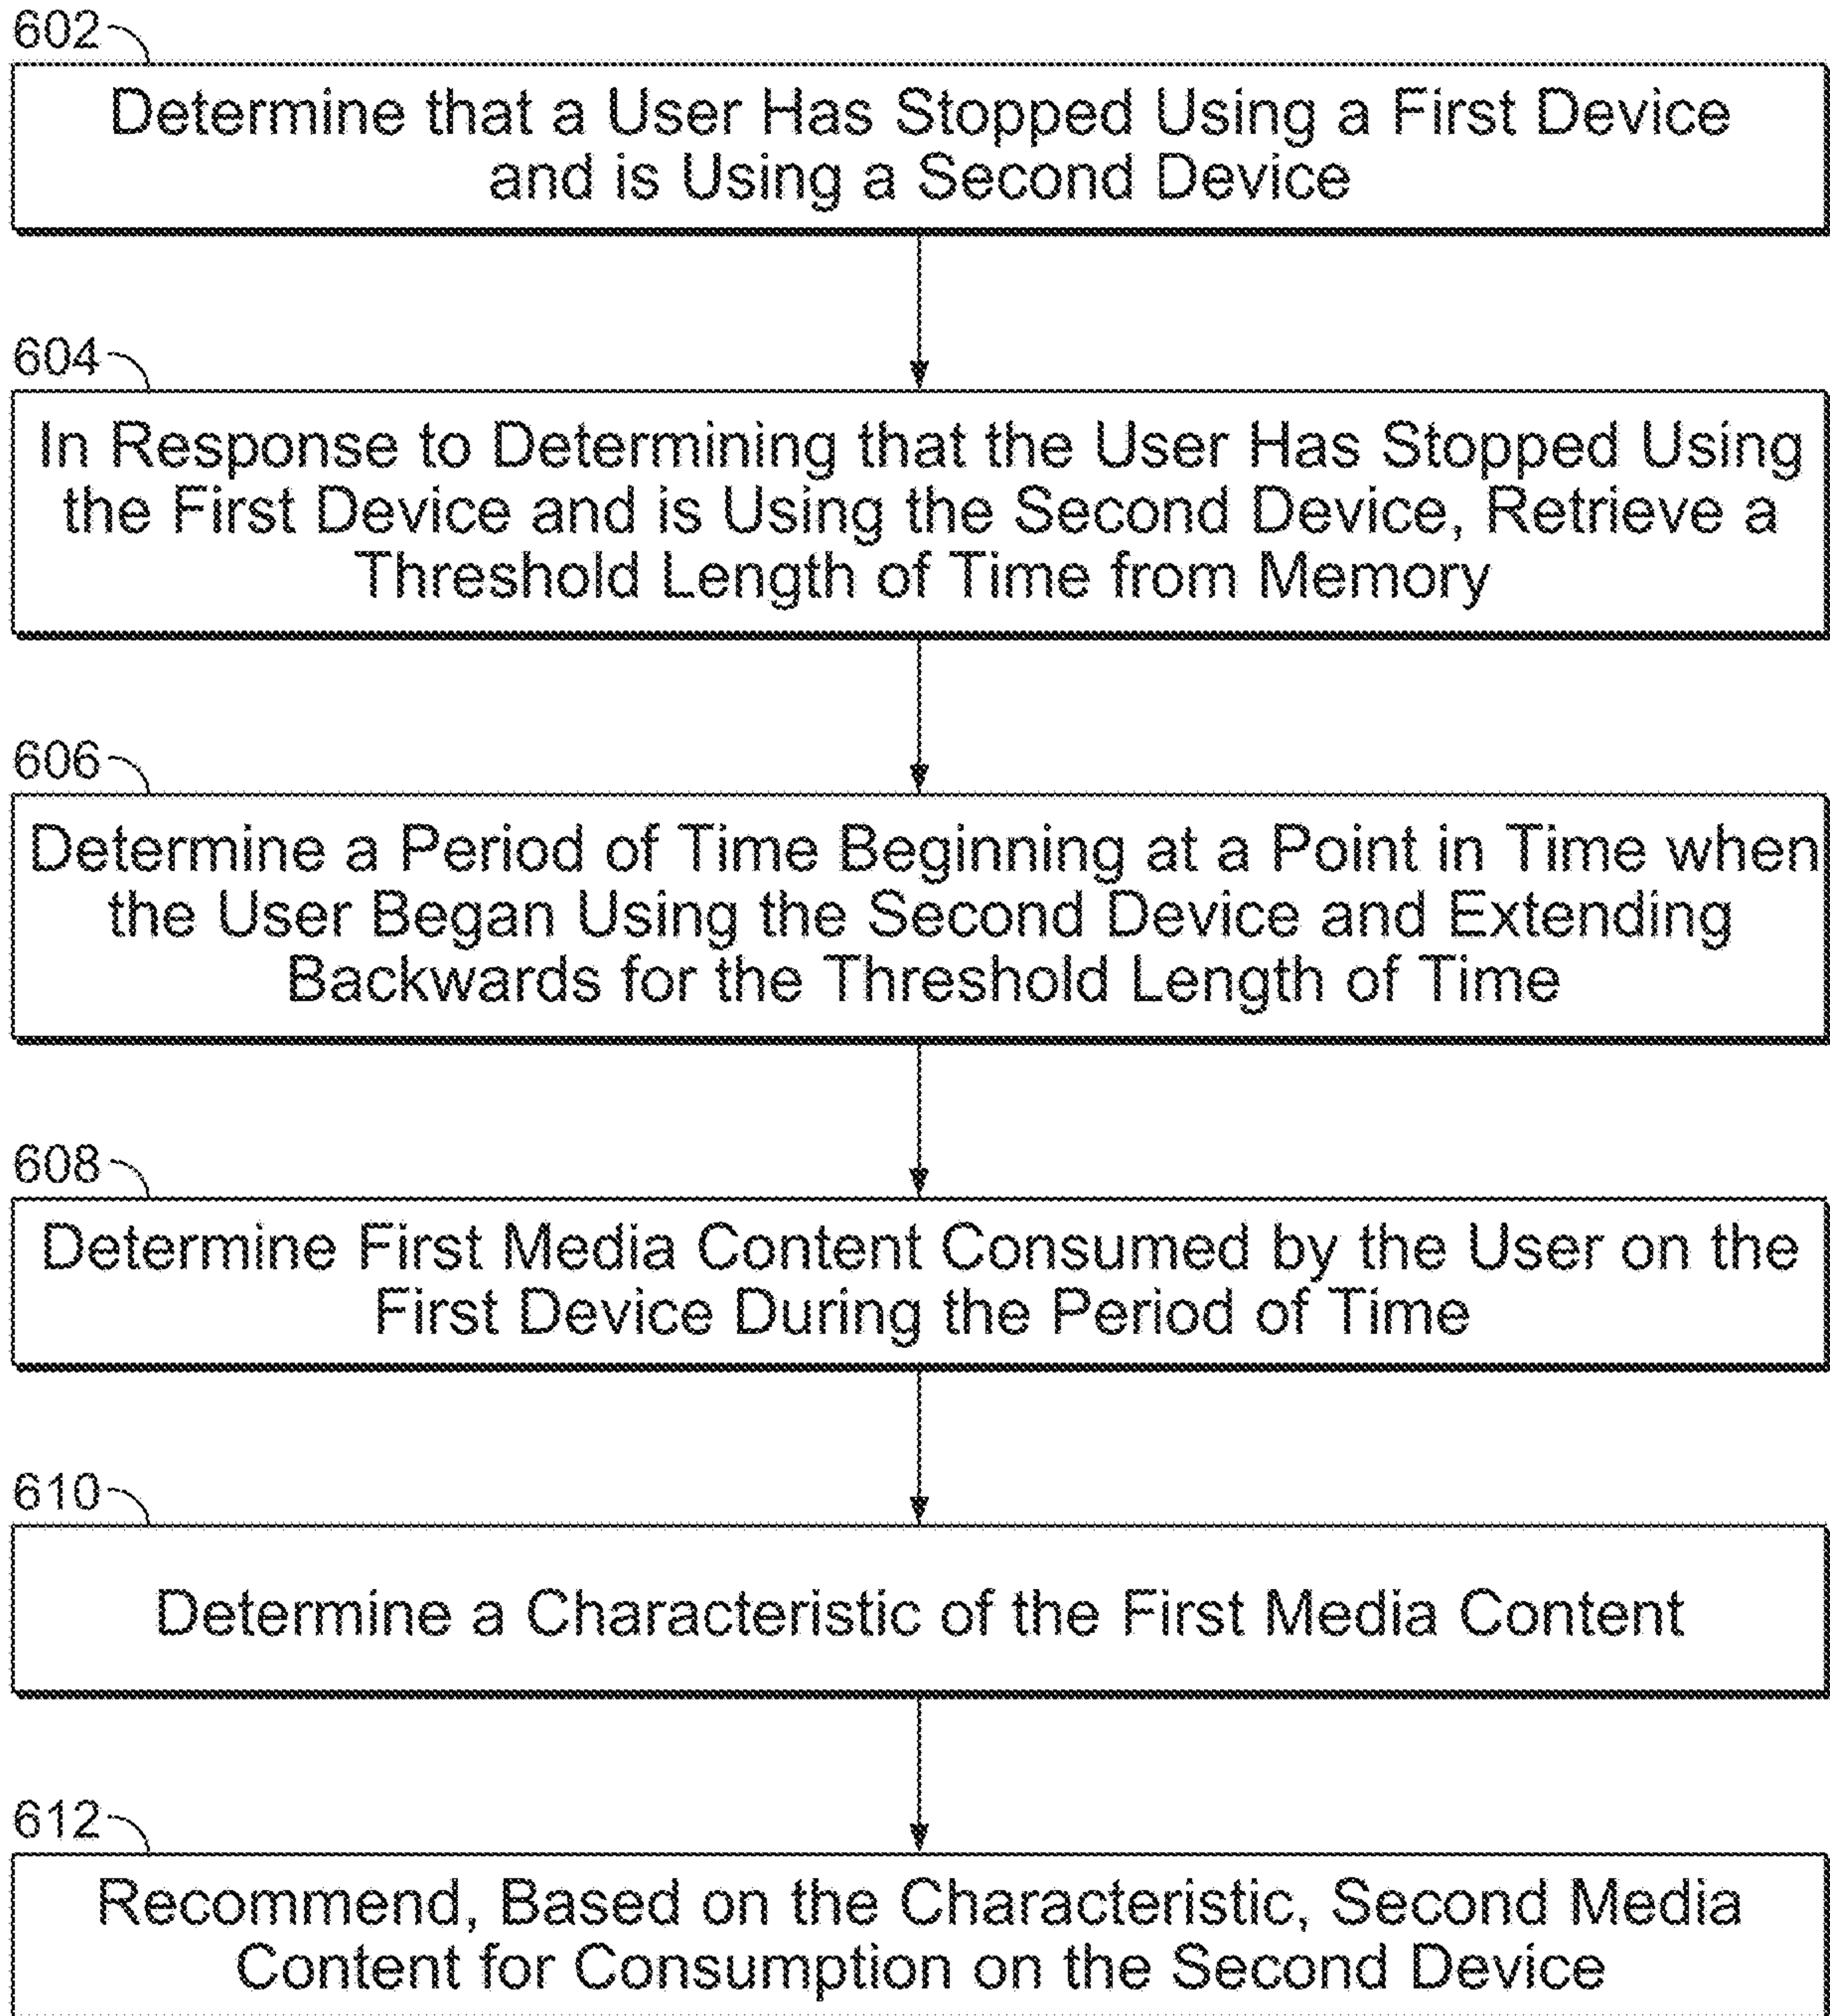 602
Determine that a User Has Stopped Using a First Device
and is Using a Second Device
604
In Response to Determining that the User Has Stopped Using
the First Device and is Using the Second Device, Retrieve a
Threshold Length of Time from Memory
606
Determine a Period of Time Beginning at a Point in Time when
the User Began Using the Second Device and Extending
Backwards for the Threshold Length of Time
608
Determine First Media Content Consumed by the User on the
First Device During the Period of Time
610
Determine a Characteristic of the First Media Content
612
Recommend, Based on the Characteristic, Second Media
Content for Consumption on the Second Device